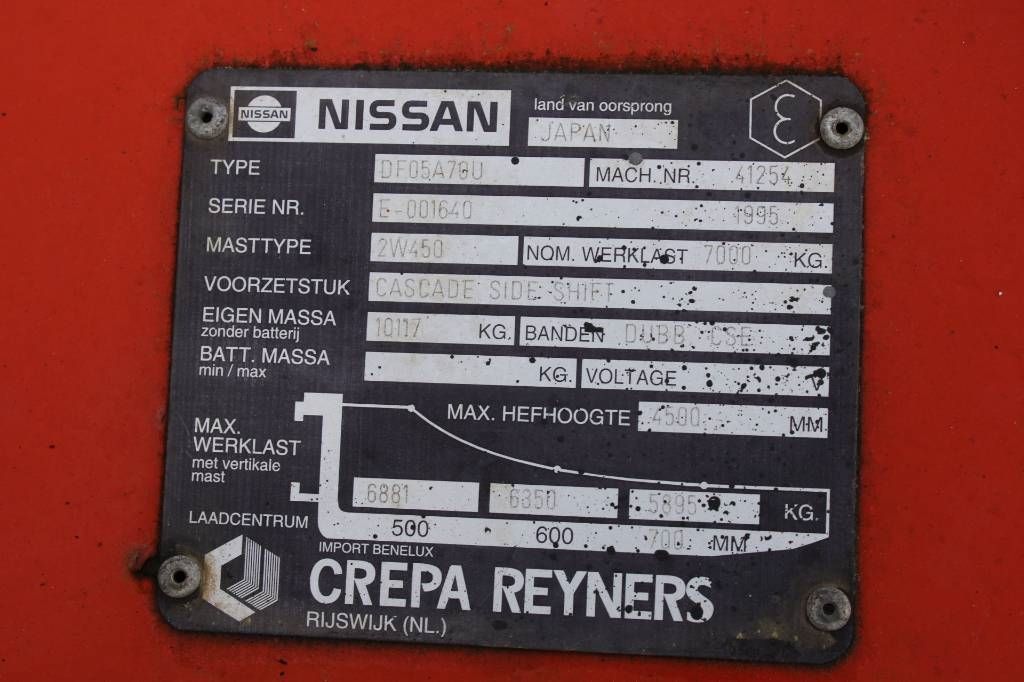 NISSAN NISSAN land van oorsprong
JAPAN
TYPE DF05A70U MACH. NR. 41254
SERIE NR. E-001640 1995
MASTTYPE 2W450 NOM. WERKLAST 7000 KG.
VOORZETSTUK CASCADE SIDE SHIFT
EIGEN MASSA 10117 KG. BANDEN DUBB CSE
zonder batterij
BATT. MASSA KG. VOLTAGE V
min / max
MAX. HEFHOOGTE 4500 MM
MAX.
WERKLAST
met vertikale
mast
6881 6350 5895 KG.
LAADCENTRUM 500 600 700 MM
IMPORT BENELUX
CREPA REYNERS
RIJSWIJK (NL.)